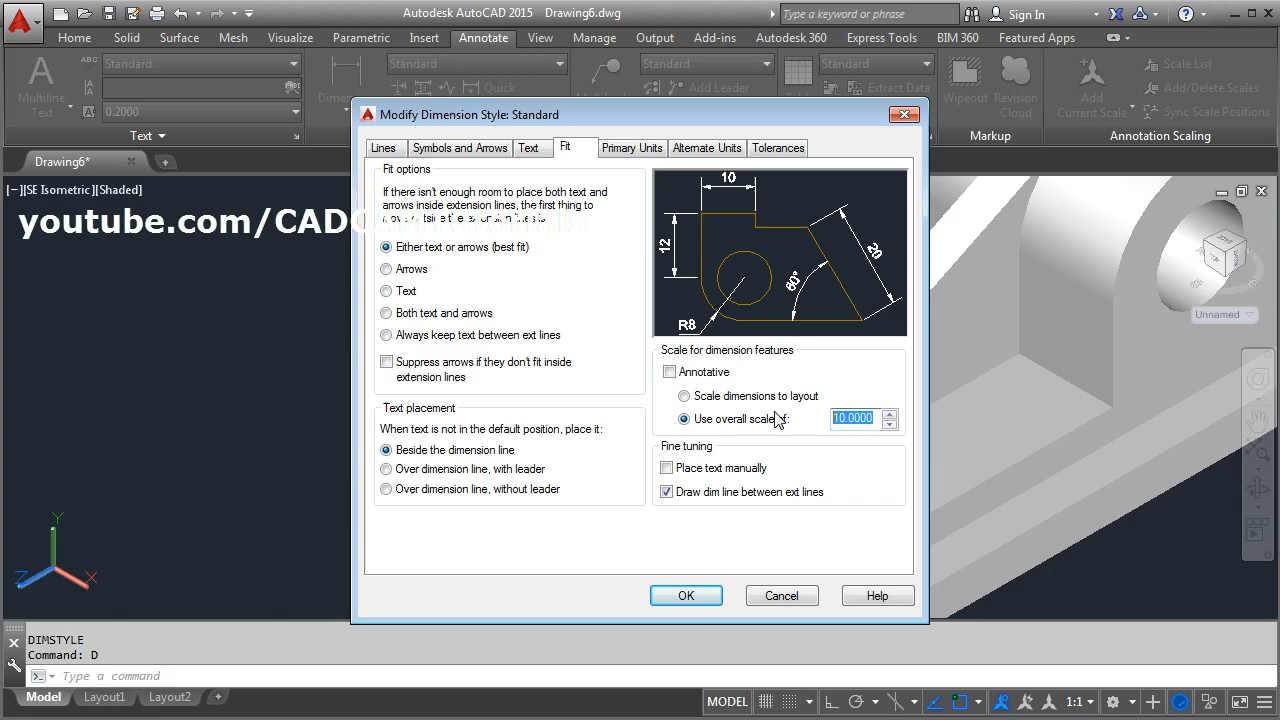 Autodesk AutoCAD 2015 Drawing6.dwg
Type a keyword or phrase
Sign In
Home Solid Surface Mesh Visualize Parametric Insert Annotate View Manage Output Add-ins Autodesk 360 Express Tools BIM 360 Featured Apps
Multiline
Text
Standard
0.2000
Text
Standard
Quick
Standard
Add Leader
Standard
Extract Data
Wipeout
Revision
Cloud
Markup
Add
Current Scale
Scale List
Add/Delete Scales
Sync Scale Positions
Annotation Scaling
Drawing6*
[−][SE Isometric][Shaded]
youtube.com/CADCA
Modify Dimension Style: Standard
Lines Symbols and Arrows Text Fit Primary Units Alternate Units Tolerances
Fit options
If there isn't enough room to place both text and
arrows inside extension lines, the first thing to
Either text or arrows (best fit)
Arrows
Text
Both text and arrows
Always keep text between ext lines
Suppress arrows if they don't fit inside
extension lines
Text placement
When text is not in the default position, place it:
Beside the dimension line
Over dimension line, with leader
Over dimension line, without leader
10
12
20
80°
R8
Scale for dimension features
Annotative
Scale dimensions to layout
Use overall scale
10.0000
Fine tuning
Place text manually
Draw dim line between ext lines
OK Cancel Help
Unnamed
TOP
Y
Z
X
DIMSTYLE
Command: D
Type a command
Model Layout1 Layout2
MODEL
1:1